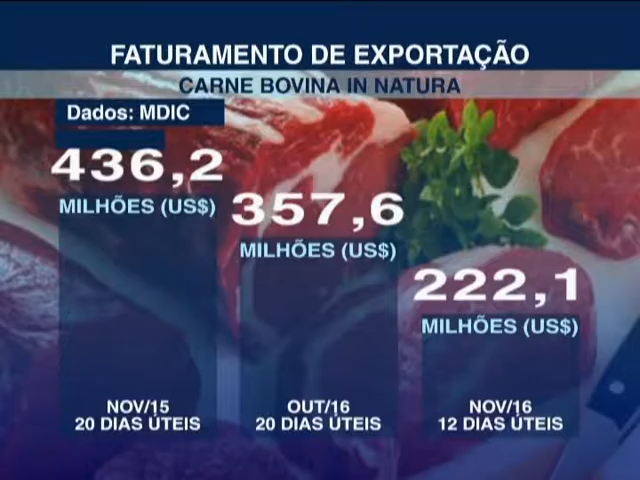 FATURAMENTO DE EXPORTAÇÃO
CARNE BOVINA IN NATURA
Dados: MDIC
436,2
MILHÕES (US$)
357,6
MILHÕES (US$)
222,1
MILHÕES (US$)
NOV/15
20 DIAS ÚTEIS
OUT/16
20 DIAS ÚTEIS
NOV/16
12 DIAS ÚTEIS